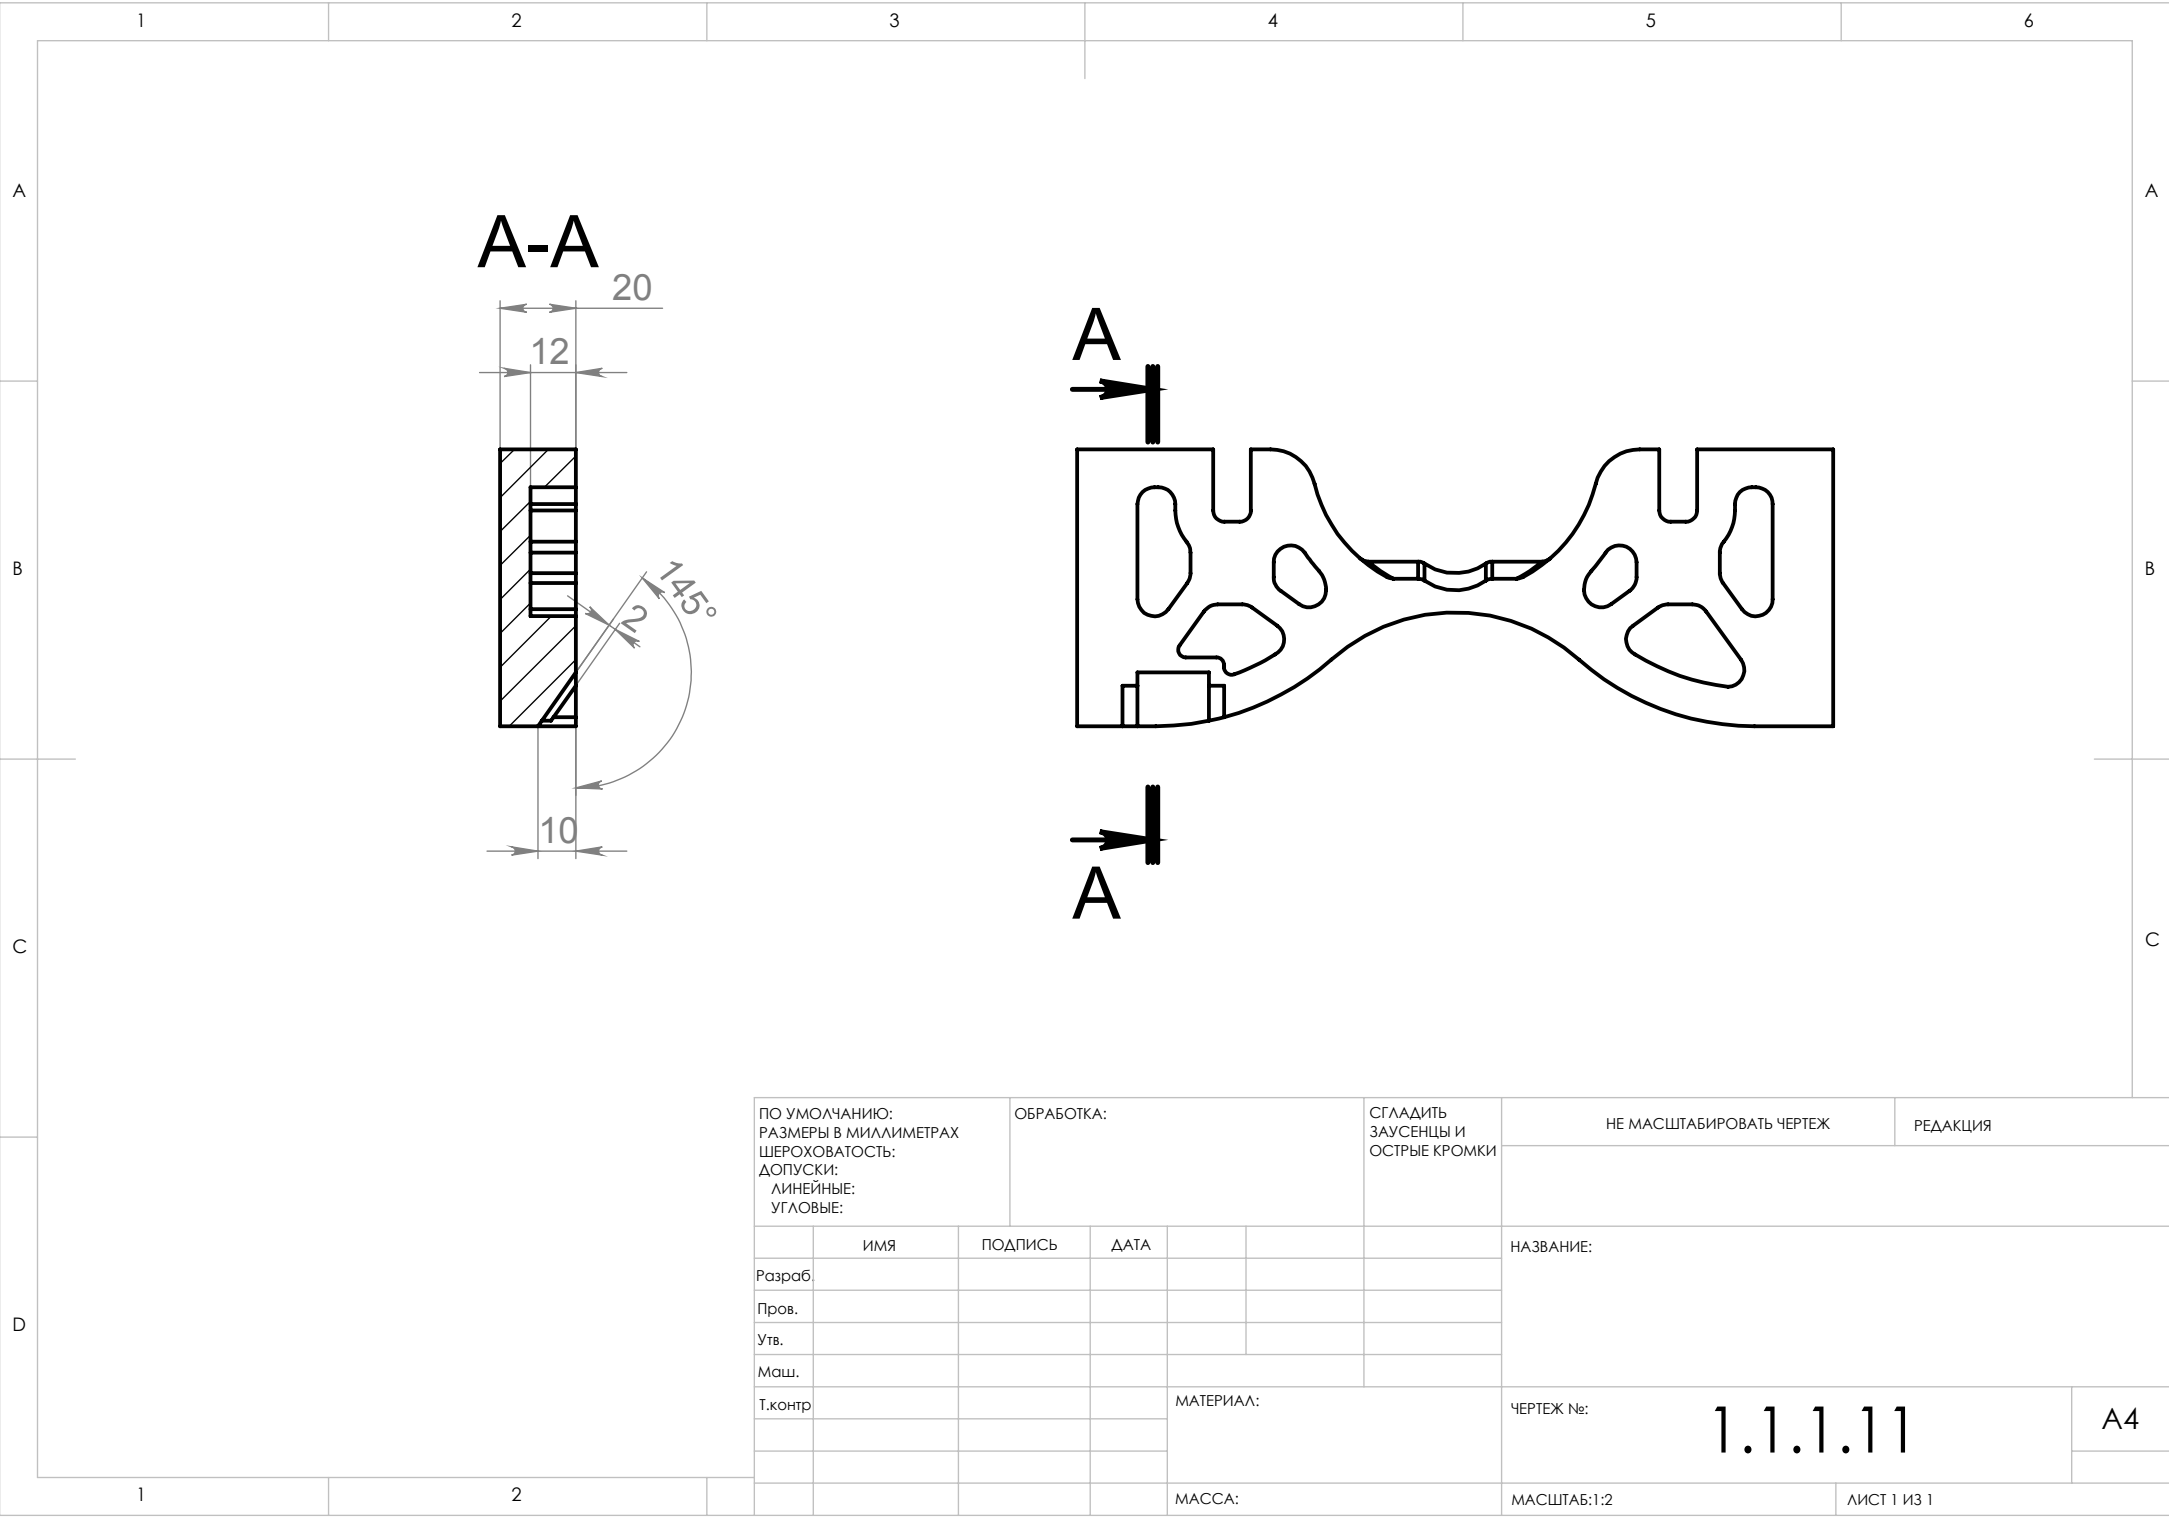 1 2 3 4 5 6
A A
A-A
20
12
A
B B
145°
2
10
A
C C
ПО УМОЛЧАНИЮ:
РАЗМЕРЫ В МИЛЛИМЕТРАХ
ШЕРОХОВАТОСТЬ:
ДОПУСКИ:
ЛИНЕЙНЫЕ:
УГЛОВЫЕ:
ОБРАБОТКА:
СГЛАДИТЬ
ЗАУСЕНЦЫ И
ОСТРЫЕ КРОМКИ
НЕ МАСШТАБИРОВАТЬ ЧЕРТЕЖ
РЕДАКЦИЯ
ИМЯ ПОДПИСЬ ДАТА
НАЗВАНИЕ:
Разраб.
Пров.
D
Утв.
Маш.
Т.контр
МАТЕРИАЛ:
ЧЕРТЕЖ №:
1.1.1.11
A4
1 2
МАССА:
МАСШТАБ:1:2
ЛИСТ 1 ИЗ 1